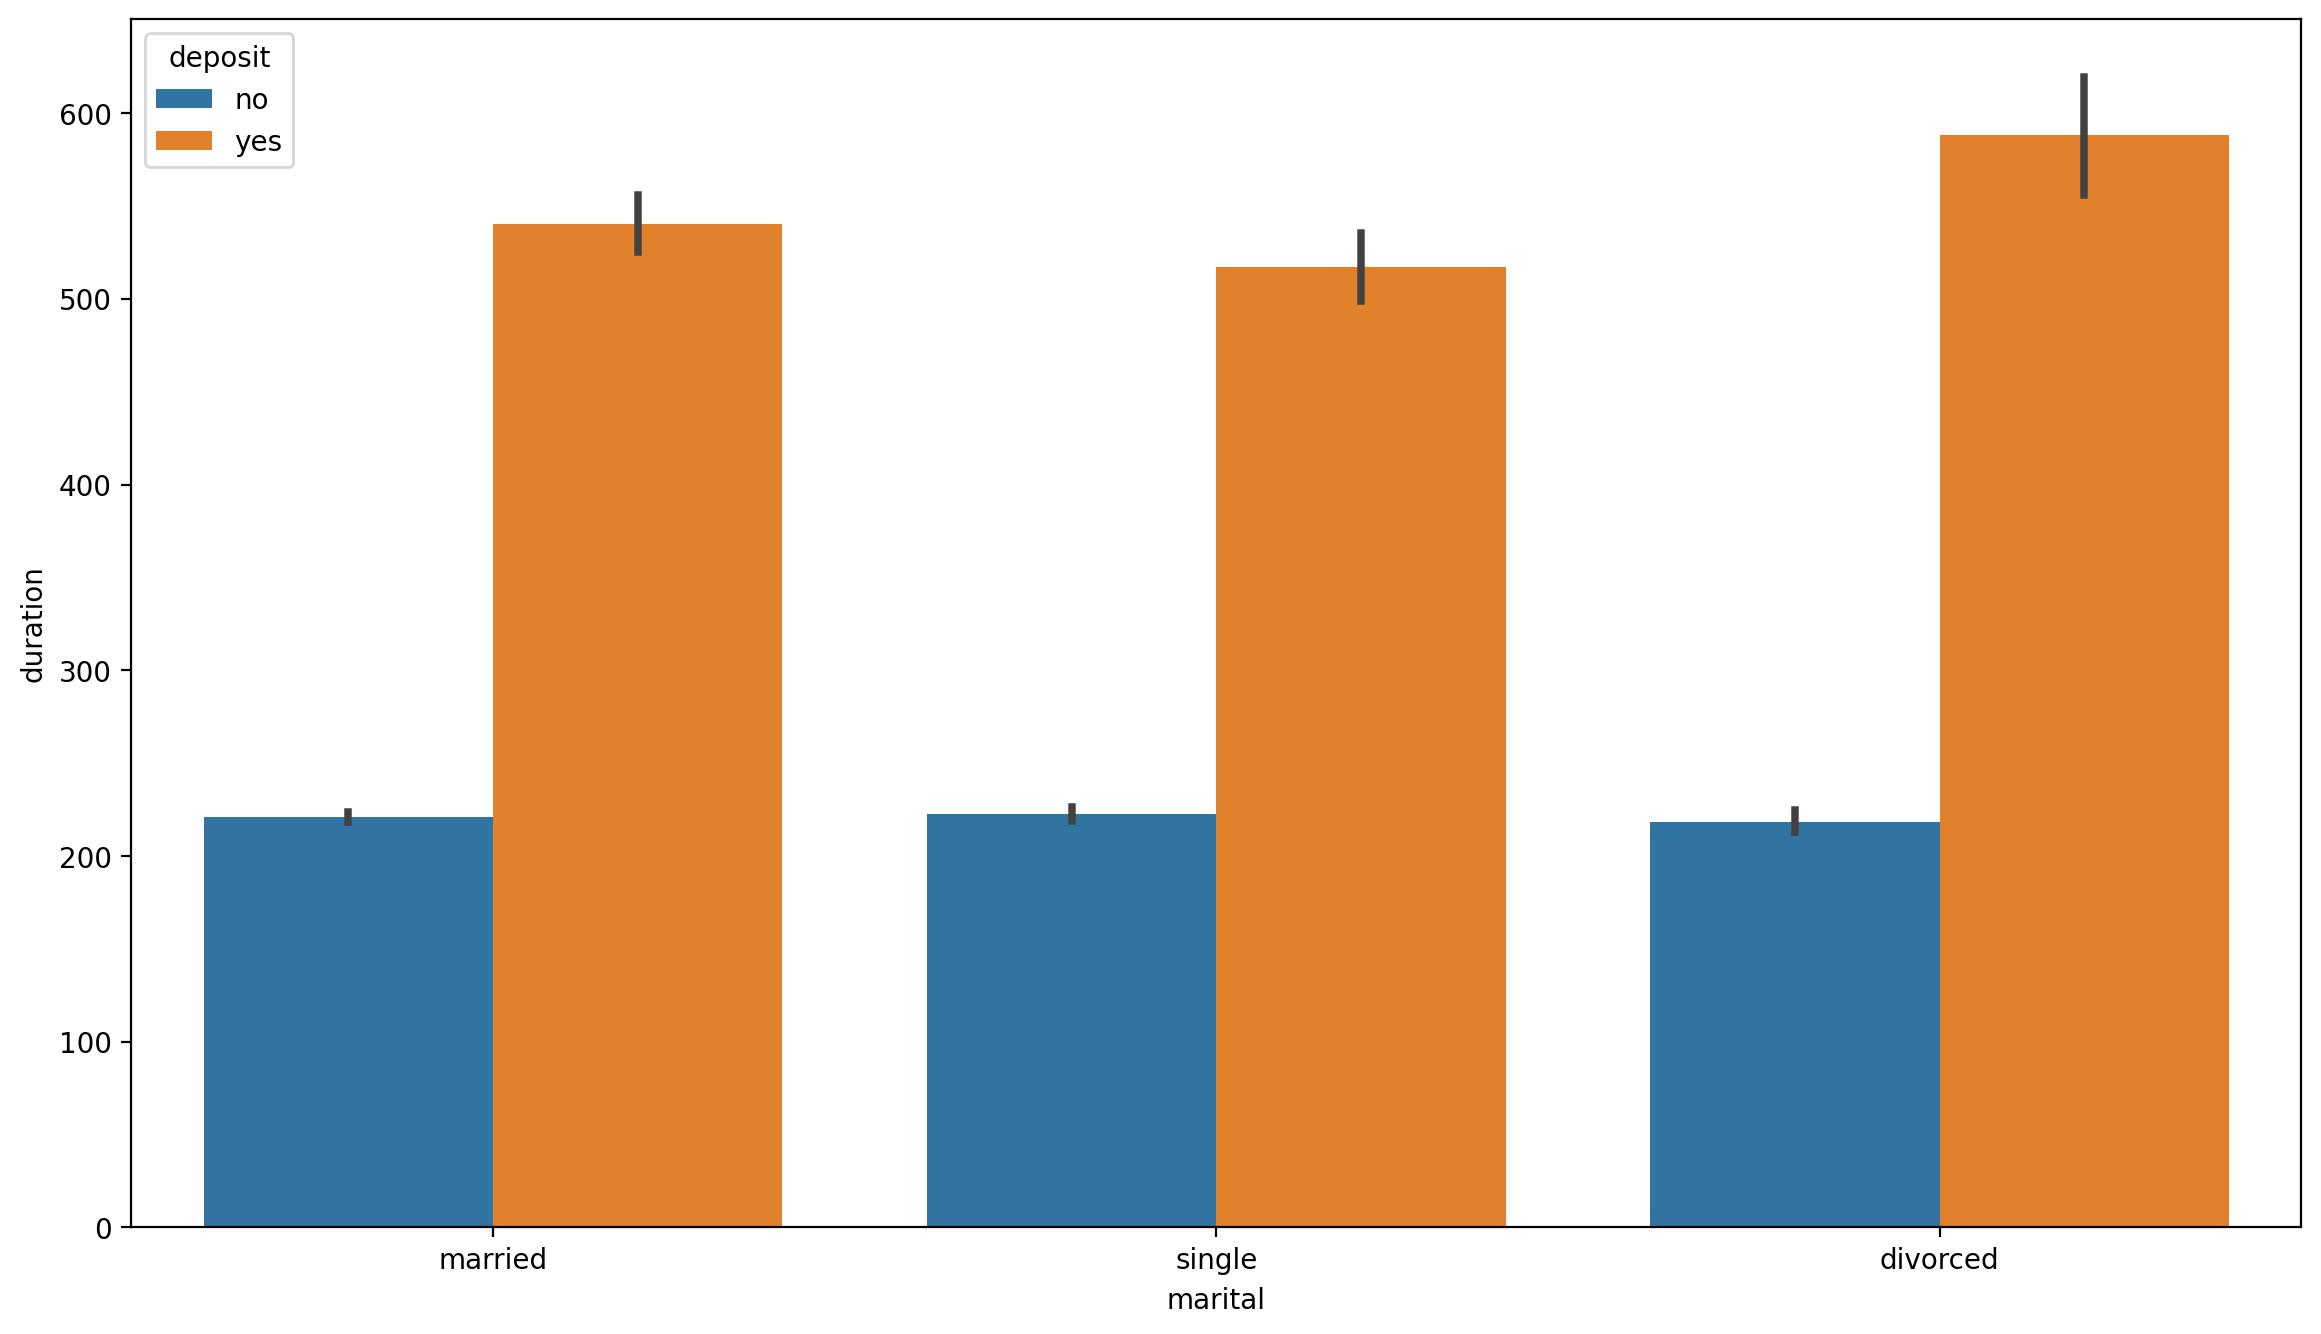 deposit
no
yes
600
500
400
300
200
100
0
duration
married single divorced
marital